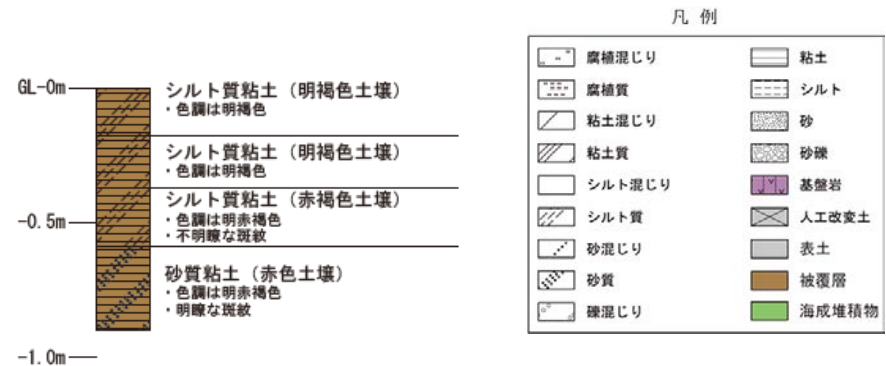 凡 例
GL-0m
シルト質粘土（明褐色土壌）
・色調は明褐色
シルト質粘土（明褐色土壌）
・色調は明褐色
シルト質粘土（赤褐色土壌）
・色調は明赤褐色
・不明瞭な斑紋
-0.5m
砂質粘土（赤色土壌）
・色調は明赤褐色
・明瞭な斑紋
-1.0m
腐植混じり
腐植質
粘土混じり
粘土質
シルト混じり
シルト質
砂混じり
砂質
礫混じり
粘土
シルト
砂
砂礫
基盤岩
人工改変土
表土
被覆層
海成堆積物